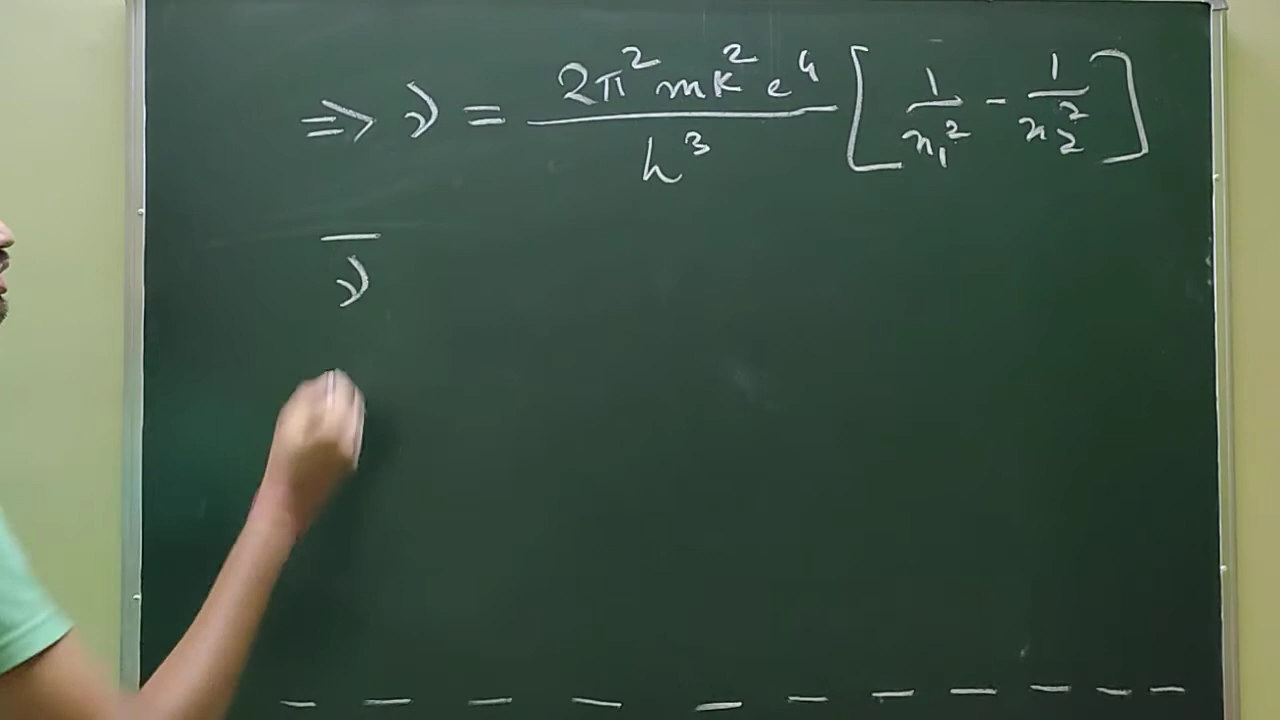 ⇒ ν = 2π²mk²e⁴/h³ [1/n₁² - 1/n₂²]
ν̅